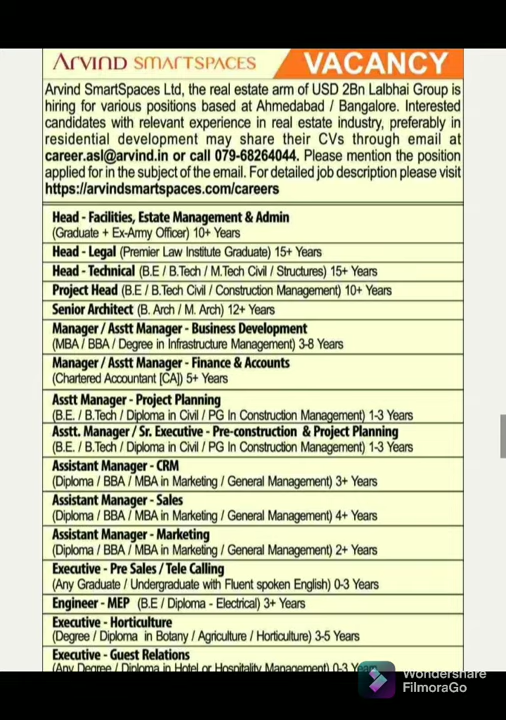 ARVIND SMARTSPACES VACANCY
Arvind SmartSpaces Ltd, the real estate arm of USD 2Bn Lalbhai Group is
hiring for various positions based at Ahmedabad / Bangalore. Interested
candidates with relevant experience in real estate industry, preferably in
residential development may share their CVs through email at
career.asl@arvind.in or call 079-68264044. Please mention the position
applied for in the subject of the email. For detailed job description please visit
https://arvindsmartspaces.com/careers
Head - Facilities, Estate Management & Admin
(Graduate + Ex-Army Officer) 10+ Years
Head - Legal (Premier Law Institute Graduate) 15+ Years
Head - Technical (B.E / B.Tech / M.Tech Civil / Structures) 15+ Years
Project Head (B.E / B.Tech Civil / Construction Management) 10+ Years
Senior Architect (B. Arch / M. Arch) 12+ Years
Manager / Asstt Manager - Business Development
(MBA / BBA / Degree in Infrastructure Management) 3-8 Years
Manager / Asstt Manager - Finance & Accounts
(Chartered Accountant [CA]) 5+ Years
Asstt Manager - Project Planning
(B.E. / B.Tech / Diploma in Civil / PG In Construction Management) 1-3 Years
Asstt. Manager / Sr. Executive - Pre-construction & Project Planning
(B.E. / B.Tech / Diploma in Civil / PG In Construction Management) 1-3 Years
Assistant Manager - CRM
(Diploma / BBA / MBA in Marketing / General Management) 3+ Years
Assistant Manager - Sales
(Diploma / BBA / MBA in Marketing / General Management) 4+ Years
Assistant Manager - Marketing
(Diploma / BBA / MBA in Marketing / General Management) 2+ Years
Executive - Pre Sales / Tele Calling
(Any Graduate / Undergraduate with Fluent spoken English) 0-3 Years
Engineer - MEP (B.E / Diploma - Electrical) 3+ Years
Executive - Horticulture
(Degree / Diploma in Botany / Agriculture / Horticulture) 3-5 Years
Executive - Guest Relations
(Any Degree / Diploma in Hotel or Hospitality Management) 0-3 Years
Wondershare
FilmoraGo